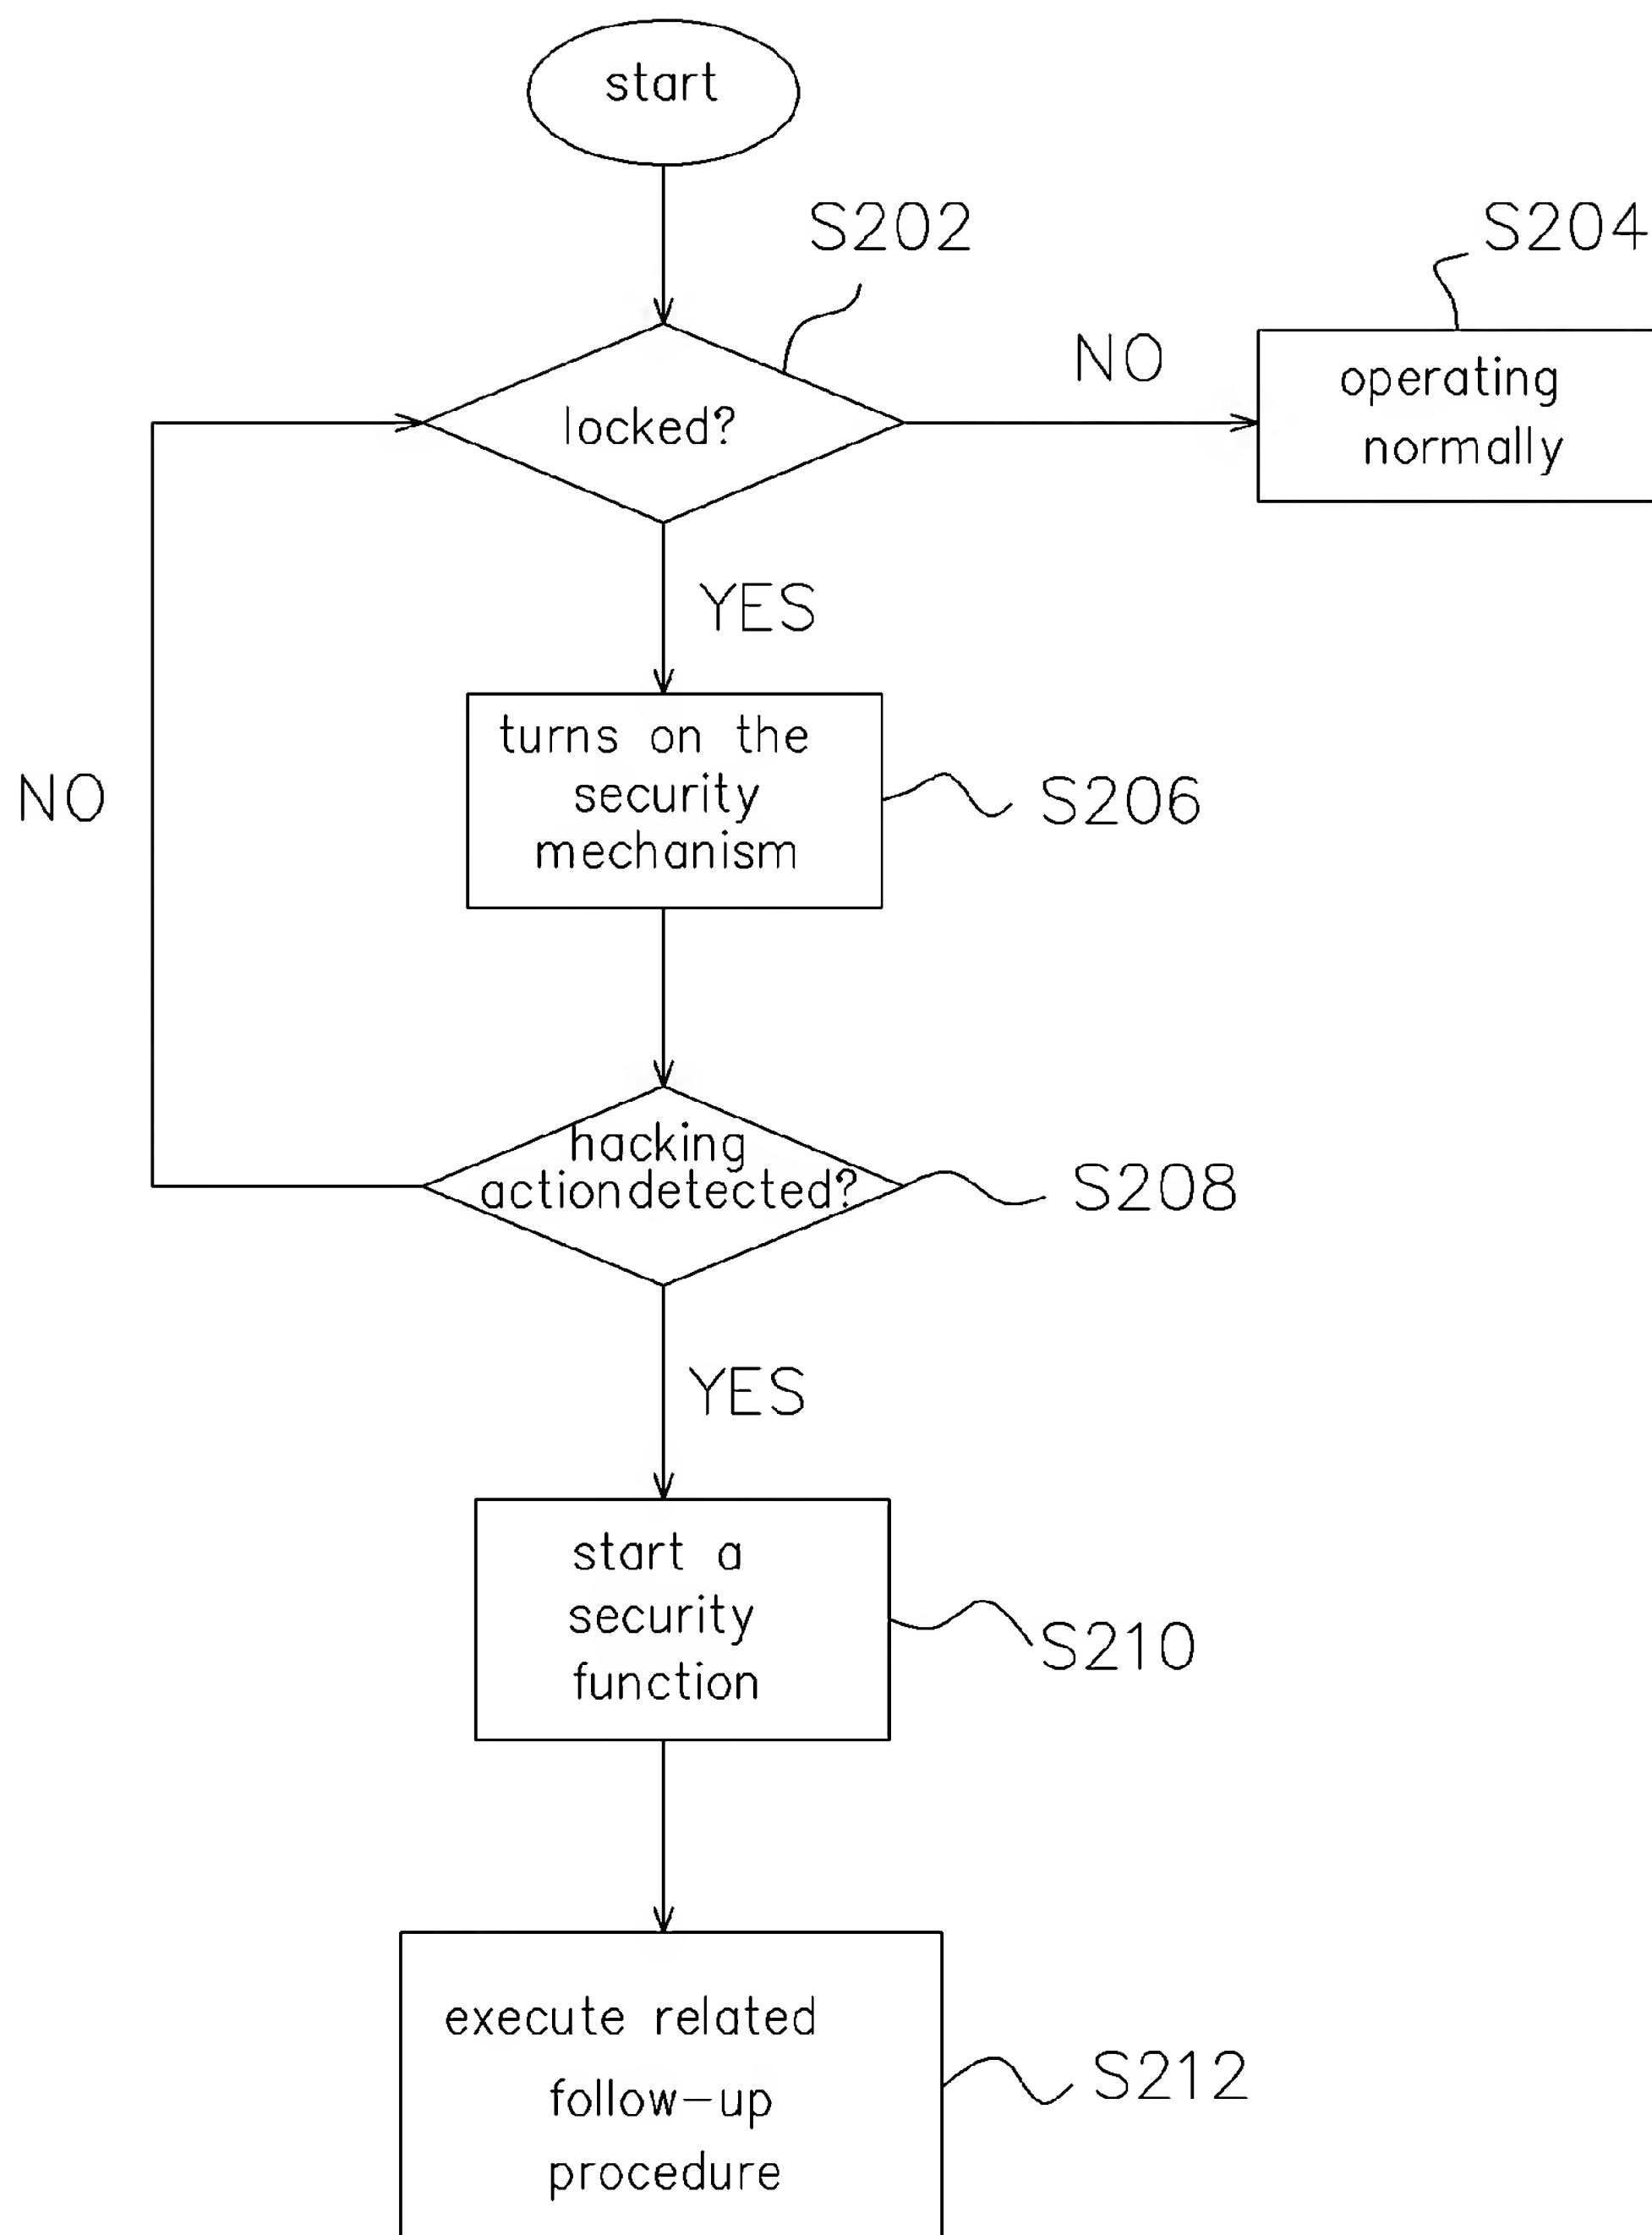 start
S202
S204
NO
operating
normally
locked?
YES
turns on the
security
mechanism
NO
S206
hacking
actiondetected?
S208
YES
start a
security
function
S210
execute related
follow-up
procedure
S212